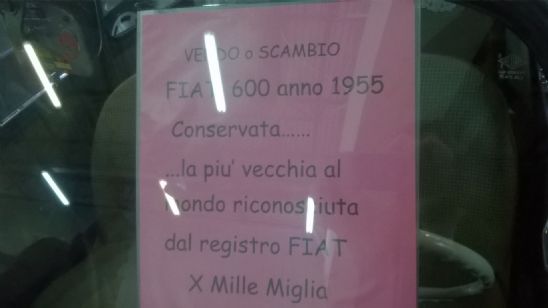 VENDO o SCAMBIO
FIAT 600 anno 1955
Conservata......
...la piu' vecchia al
mondo riconosciuta
dal registro FIAT
X Mille Miglia